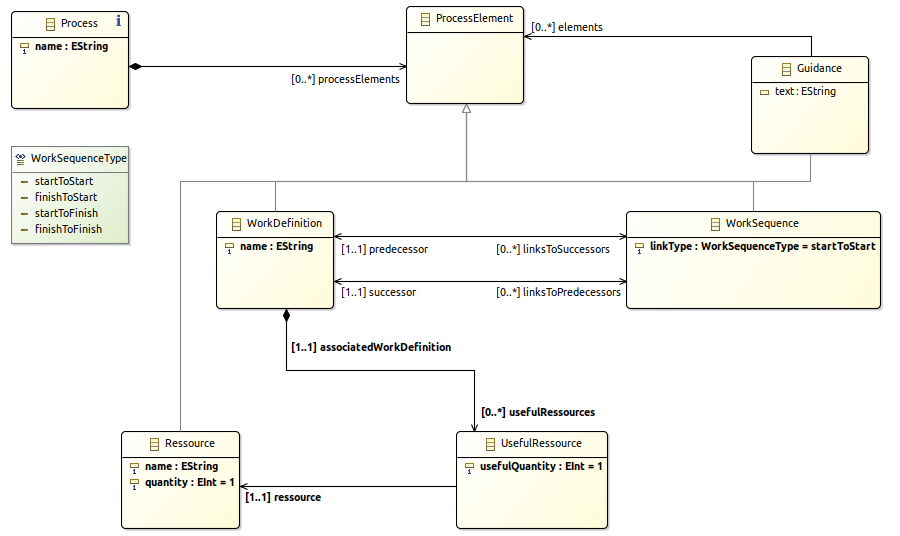 Process
name : EString
ProcessElement
[0..*] elements
[0..*] processElements
Guidance
text : EString
WorkSequenceType
startToStart
finishToStart
startToFinish
finishToFinish
WorkDefinition
name : EString
[1..1] predecessor
[0..*] linksToSuccessors
[1..1] successor
[0..*] linksToPredecessors
WorkSequence
linkType : WorkSequenceType = startToStart
[1..1] associatedWorkDefinition
[0..*] usefulRessources
Ressource
name : EString
quantity : EInt = 1
[1..1] ressource
UsefulRessource
usefulQuantity : EInt = 1